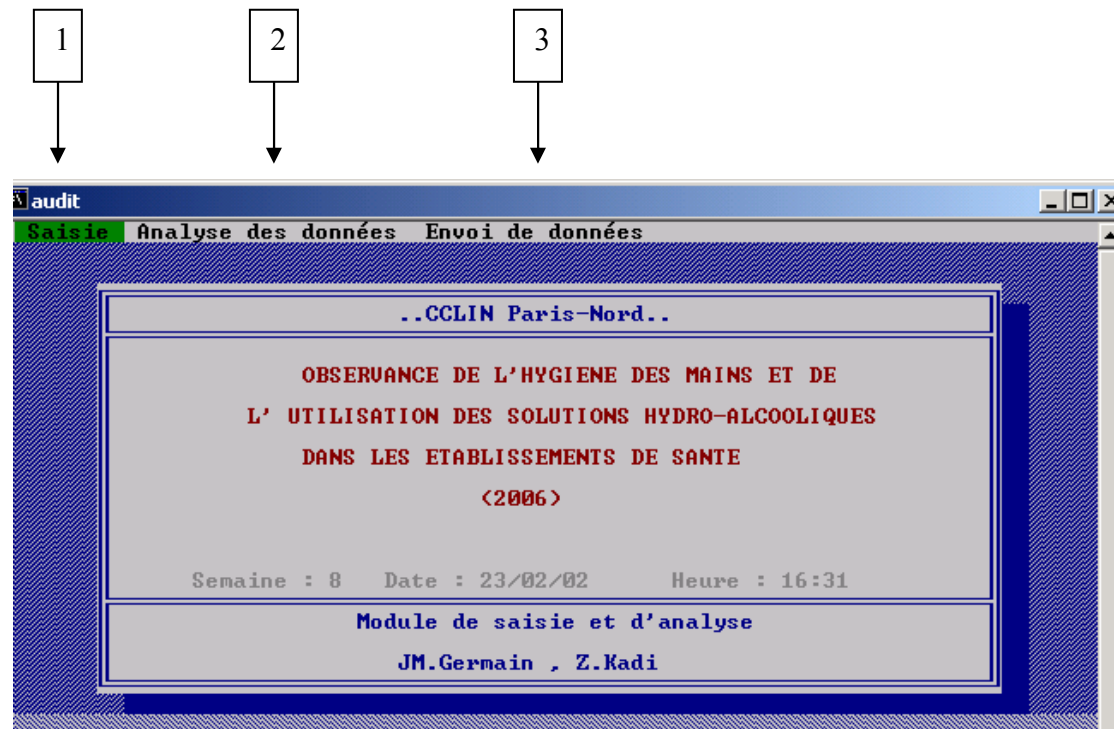 1 2 3
audit
Saisie Analyse des données Envoi de données
..CCLIN Paris-Nord..
OBSERVANCE DE L'HYGIENE DES MAINS ET DE
L' UTILISATION DES SOLUTIONS HYDRO-ALCOOLIQUES
DANS LES ETABLISSEMENTS DE SANTE
(2006)
Semaine : 8 Date : 23/02/02 Heure : 16:31
Module de saisie et d'analyse
JM.Germain , Z.Kadi